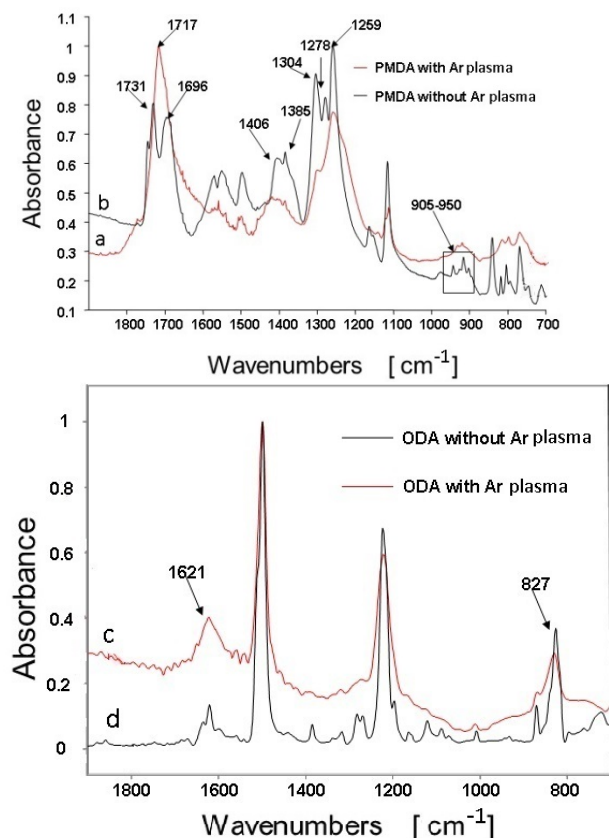 1717
1259
1278
1304
1731
1696
1406
1385
905-950
PMDA with Ar plasma
PMDA without Ar plasma
b
a
Absorbance
1.1
1
0.9
0.8
0.7
0.6
0.5
0.4
0.3
0.2
0.1
1800 1700 1600 1500 1400 1300 1200 1100 1000 900 800 700
Wavenumbers [cm-1]
ODA without Ar plasma
ODA with Ar plasma
1621
827
c
d
Absorbance
1
0.8
0.6
0.4
0.2
0
1800 1600 1400 1200 1000 800
Wavenumbers [cm-1]